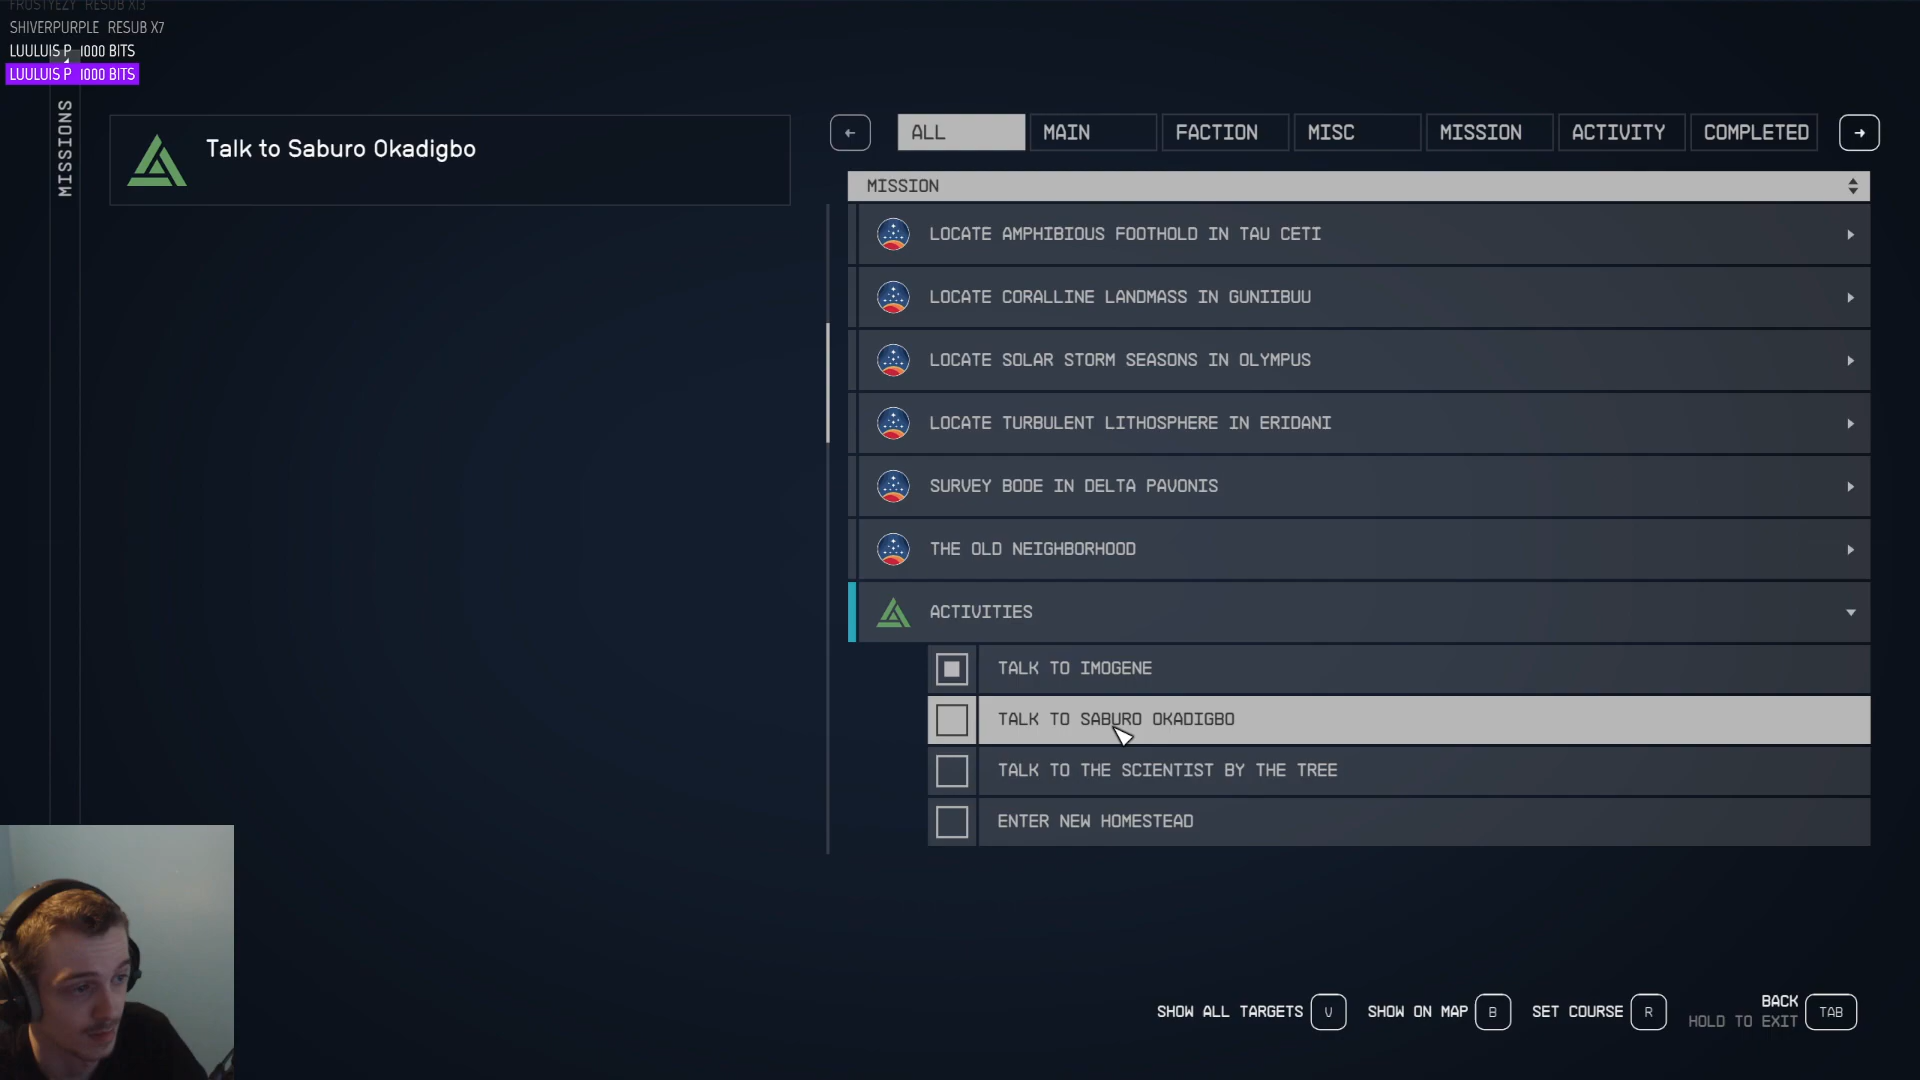 FROSTYEZY RESUB X13
SHIVERPURPLE RESUB X7
LUULUIS P 1000 BITS
LUULUIS P 1000 BITS
MISSIONS
Talk to Saburo Okadigbo
ALL
MAIN
FACTION
MISC
MISSION
ACTIVITY
COMPLETED
MISSION
LOCATE AMPHIBIOUS FOOTHOLD IN TAU CETI
LOCATE CORALLINE LANDMASS IN GUNIIBUU
LOCATE SOLAR STORM SEASONS IN OLYMPUS
LOCATE TURBULENT LITHOSPHERE IN ERIDANI
SURVEY BODE IN DELTA PAVONIS
THE OLD NEIGHBORHOOD
ACTIVITIES
TALK TO IMOGENE
TALK TO SABURO OKADIGBO
TALK TO THE SCIENTIST BY THE TREE
ENTER NEW HOMESTEAD
SHOW ALL TARGETS V
SHOW ON MAP B
SET COURSE R
BACK
HOLD TO EXIT
TAB